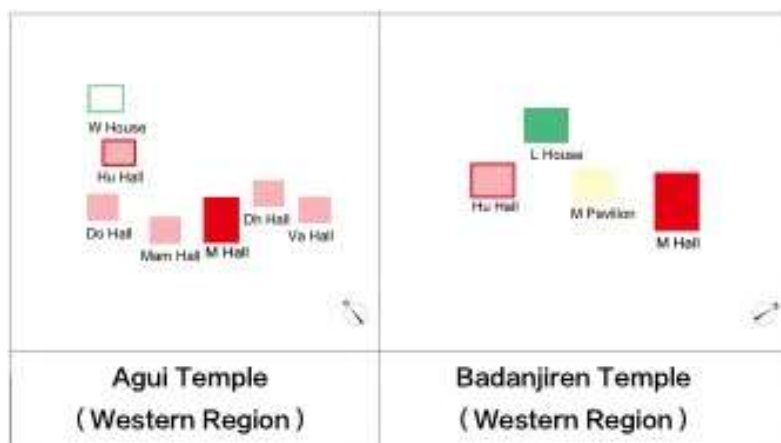 W House
Hu Hall
Do Hall
Mam Hall
M Hall
Dh Hall
Va Hall
L House
Hu Hall
M Pavilion
M Hall
Agui Temple
( Western Region )
Badanjiren Temple
( Western Region )